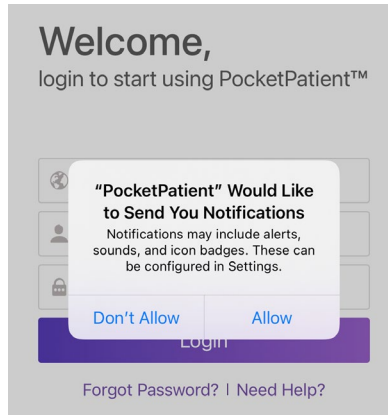 Welcome,
login to start using PocketPatient™
“PocketPatient” Would Like
to Send You Notifications
Notifications may include alerts,
sounds, and icon badges. These can
be configured in Settings.
Don’t Allow
Allow
Login
Forgot Password? | Need Help?